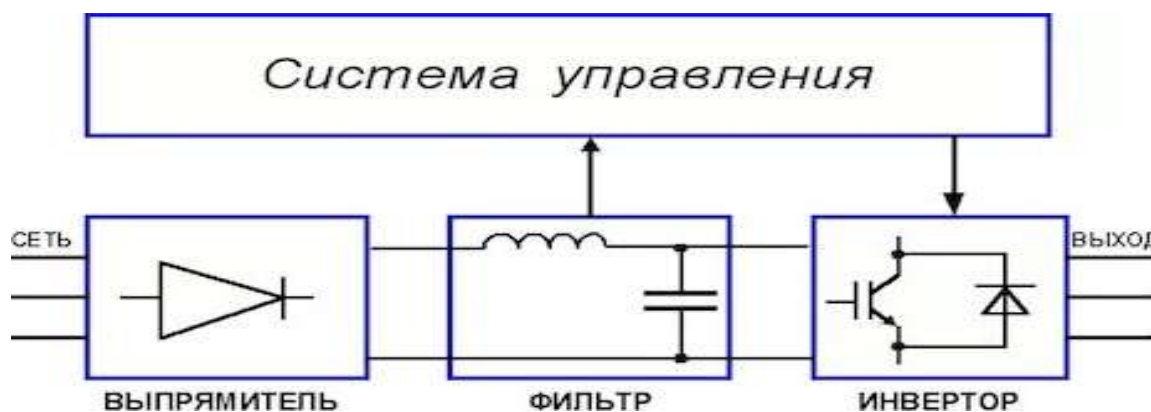 Система управления
СЕТЬ
ВЫХОД
ВЫПРЯМИТЕЛЬ
ФИЛЬТР
ИНВЕРТОР